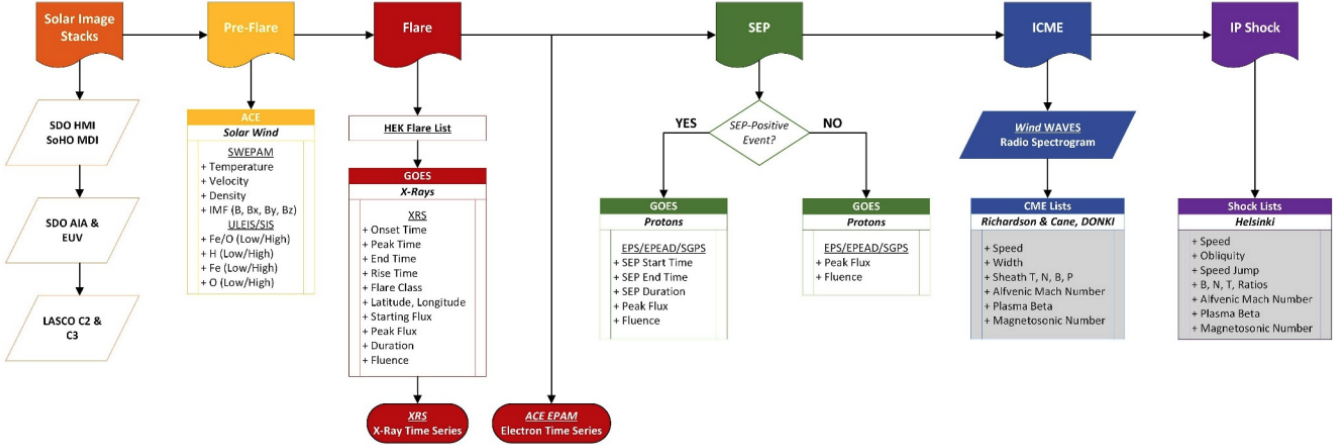 Solar Image
Stacks
Pre-Flare
Flare
SEP
ICME
IP Shock
SDO HMI
SoHO MDI
SDO AIA &
EUV
LASCO C2 &
C3
ACE
Solar Wind
SWEPAM
+ Temperature
+ Velocity
+ Density
+ IMF (B, Bx, By, Bz)
ULEIS/SIS
+ Fe/O (Low/High)
+ H (Low/High)
+ Fe (Low/High)
+ O (Low/High)
HEK Flare List
GOES
X-Rays
XRS
+ Onset Time
+ Peak Time
+ End Time
+ Rise Time
+ Flare Class
+ Latitude, Longitude
+ Starting Flux
+ Peak Flux
+ Duration
+ Fluence
XRS
X-Ray Time Series
ACE EPAM
Electron Time Series
YES
SEP-Positive
Event?
NO
GOES
Protons
EPS/EPEAD/SGPS
+ SEP Start Time
+ SEP End Time
+ SEP Duration
+ Peak Flux
+ Fluence
GOES
Protons
EPS/EPEAD/SGPS
+ Peak Flux
+ Fluence
Wind WAVES
Radio Spectrogram
CME Lists
Richardson & Cane, DONKI
+ Speed
+ Width
+ Sheath T, N, B, P
+ Alfvenic Mach Number
+ Plasma Beta
+ Magnetosonic Number
Shock Lists
Helsinki
+ Speed
+ Obliquity
+ Speed Jump
+ B, N, T, Ratios
+ Alfvenic Mach Number
+ Plasma Beta
+ Magnetosonic Number